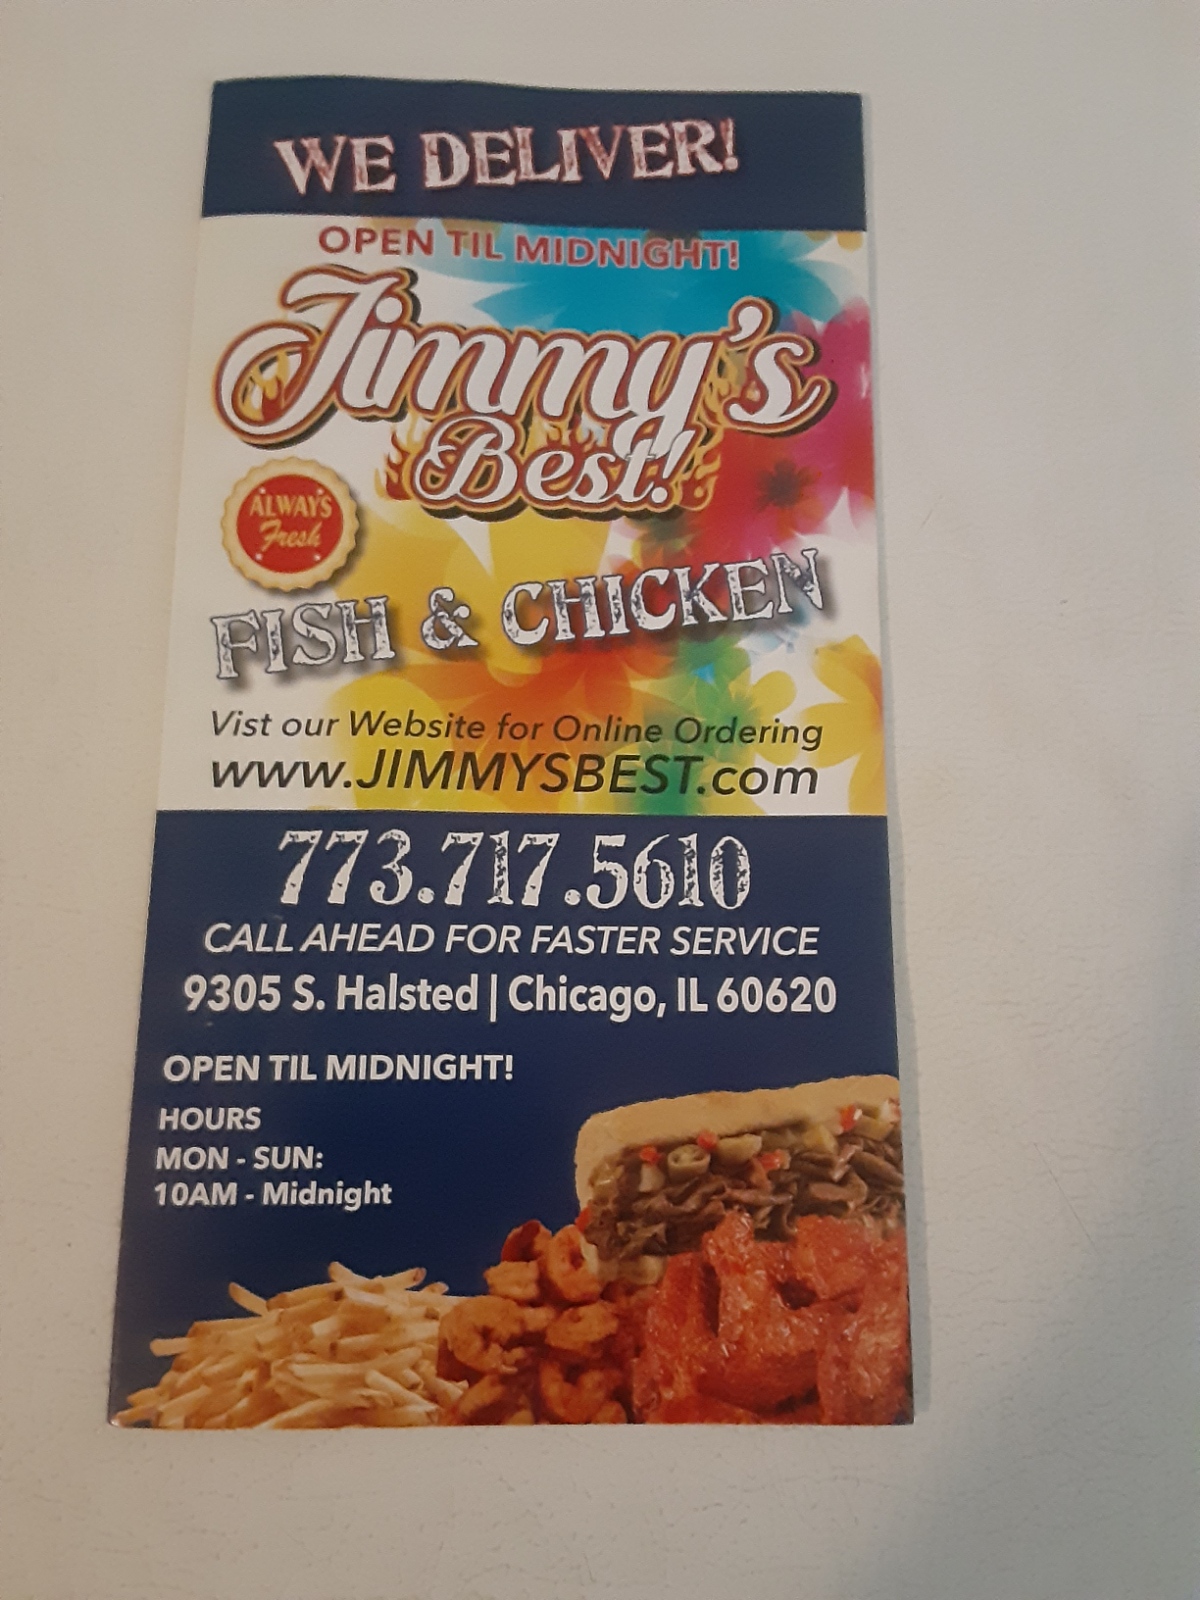 WE DELIVER!
OPEN TIL MIDNIGHT!
Jimmy's
Best!
ALWAYS
Fresh
FISH & CHICKEN
Vist our Website for Online Ordering
www.JIMMYSBEST.com
773.717.5610
CALL AHEAD FOR FASTER SERVICE
9305 S. Halsted | Chicago, IL 60620
OPEN TIL MIDNIGHT!
HOURS
MON - SUN:
10AM - Midnight